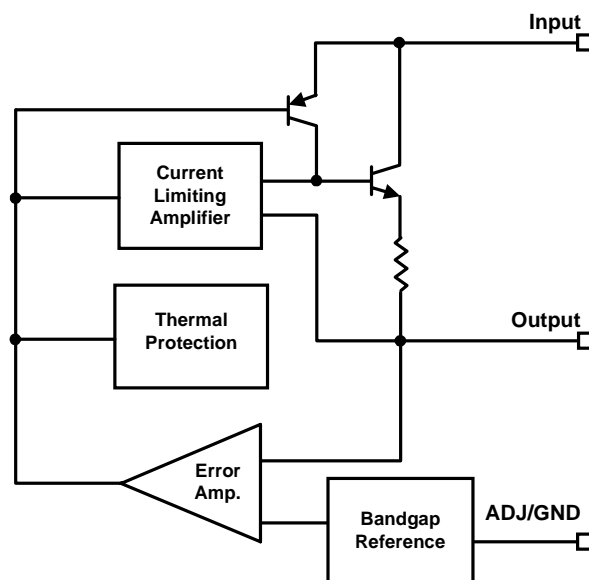 Input
Current
Limiting
Amplifier
Thermal
Protection
Output
Error
Amp.
Bandgap
Reference
ADJ/GND